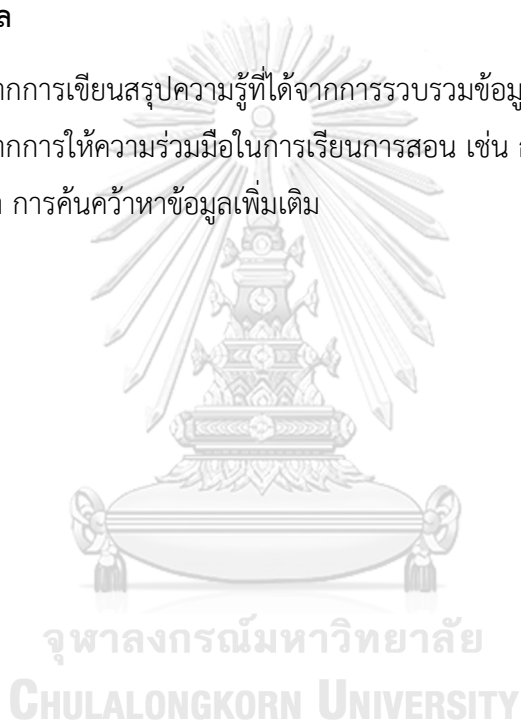 ล
ากการเขียนสรุปความรู้ที่ได้จากการรวบรวมข้อมู
ากการให้ความร่วมมือในการเรียนการสอน เช่น
การค้นคว้าหาข้อมูลเพิ่มเติม
จุฬาลงกรณ์มหาวิทยาลัย
CHULALONGKORN UNIVERSITY